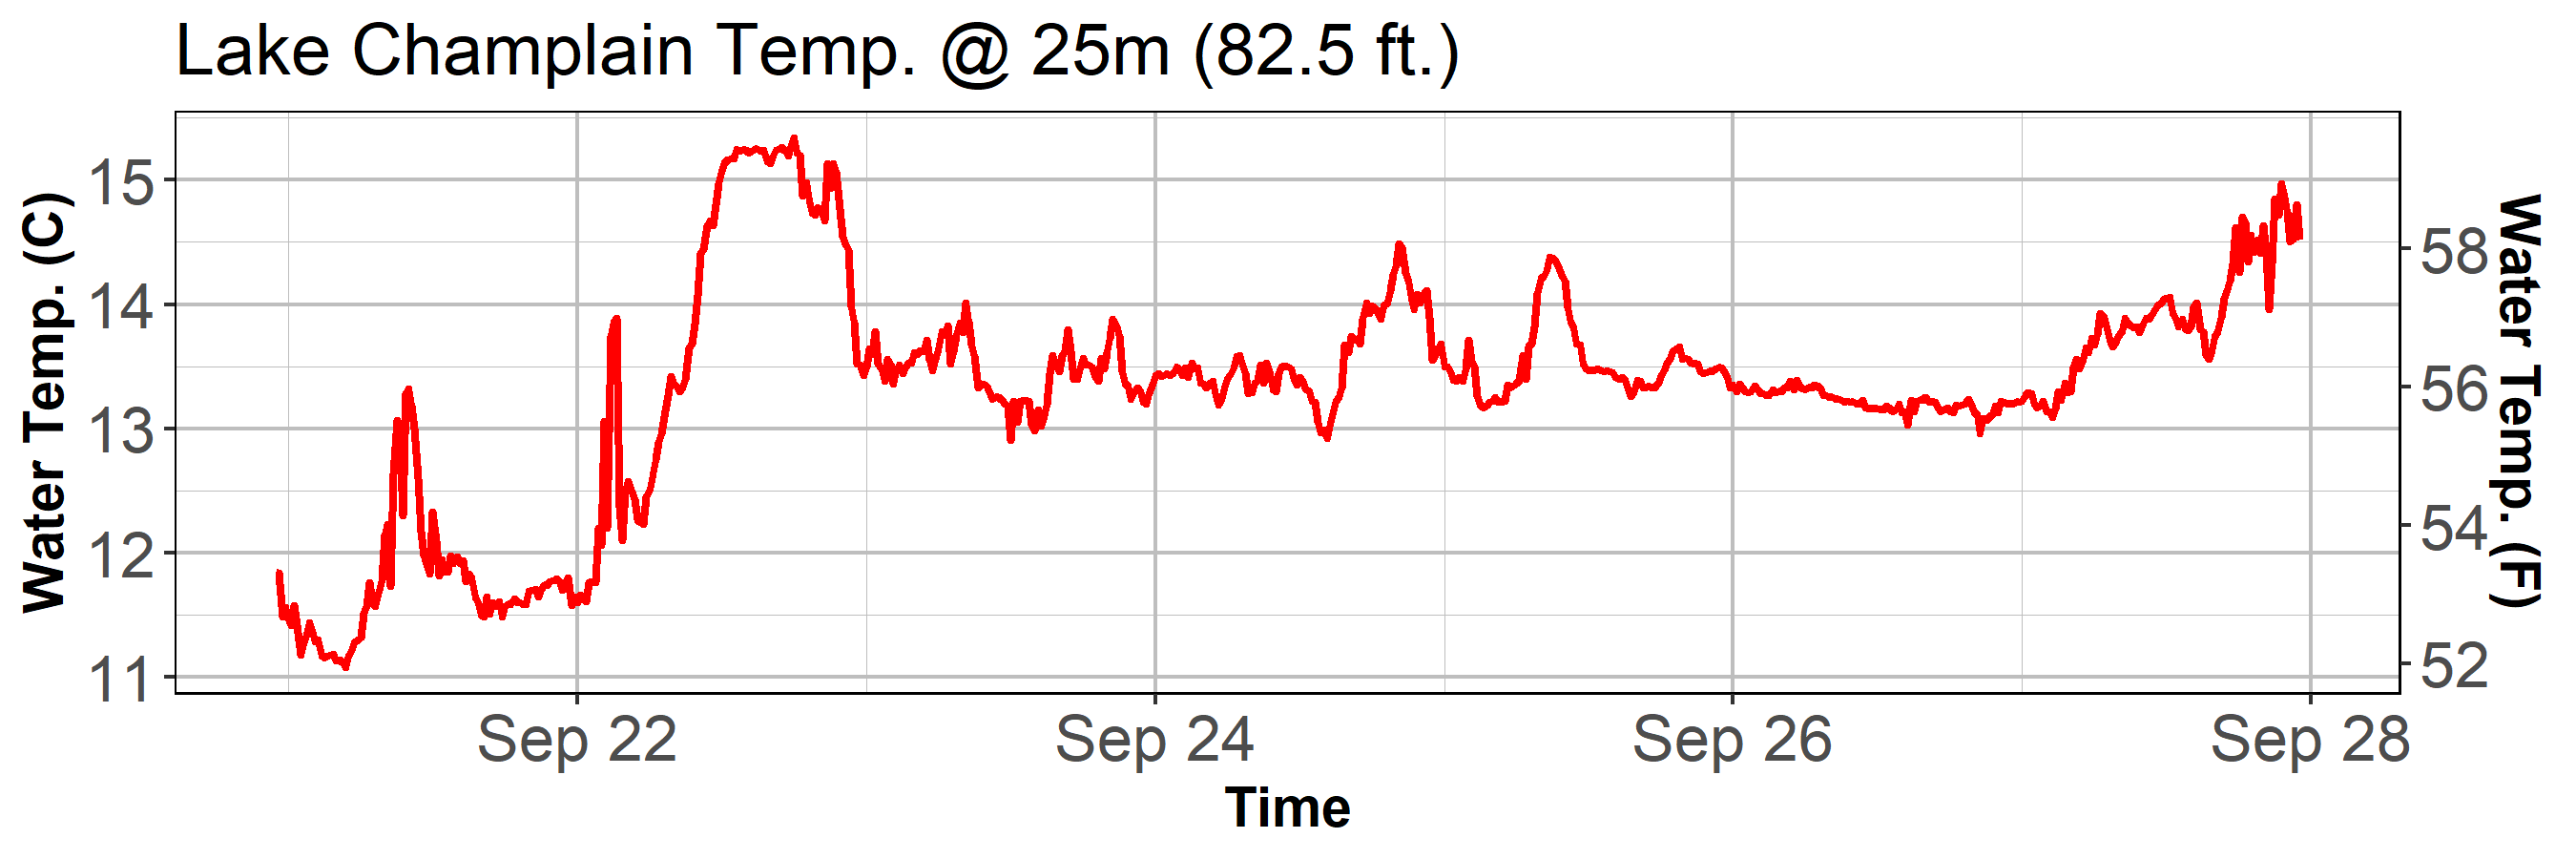 Lake Champlain Temp. @ 25m (82.5 ft.)
Water Temp. (C)
15
14
13
12
11
58
56
54
52
Water Temp. (F)
Sep 22 Sep 24 Sep 26 Sep 28
Time